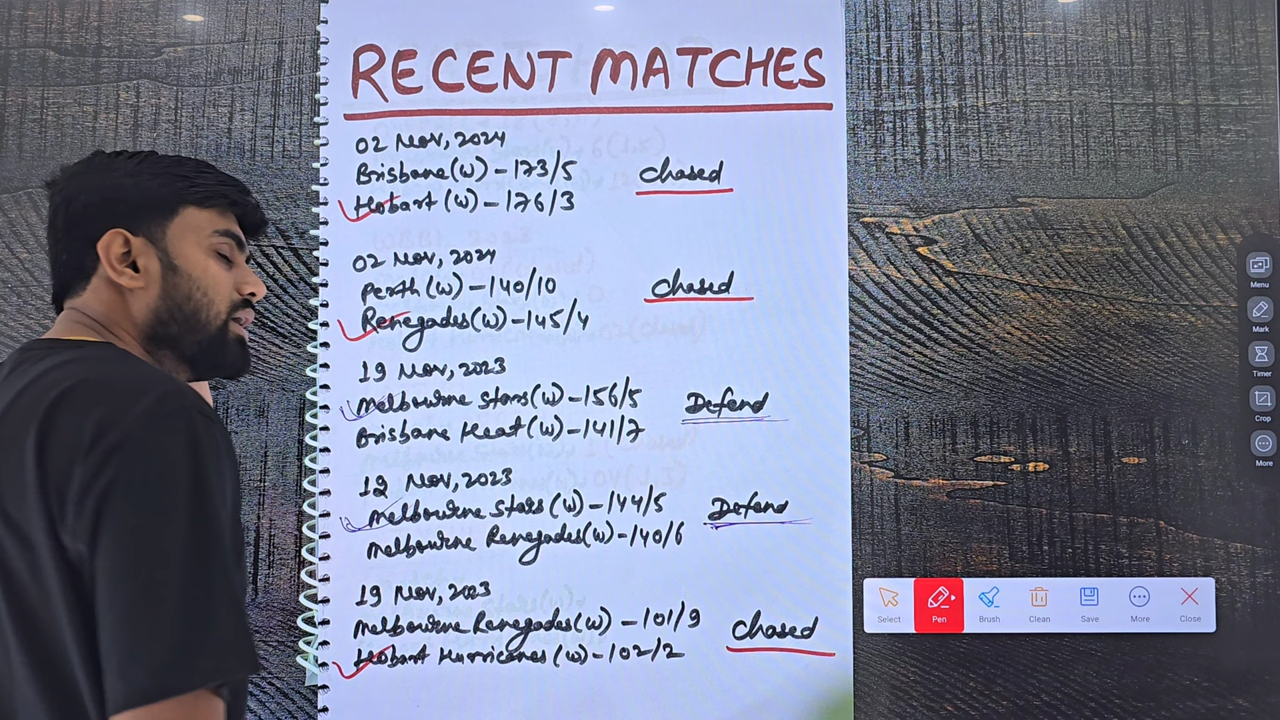 RECENT MATCHES
02 Nov, 2024
Brisbane(W) - 173/5
Chased
Hobart (W) - 176/3
02 Nov, 2024
Perth (W) - 140/10
Chased
Renegades(W) - 145/4
19 Nov, 2023
Melbourne Stars(W) - 156/5
Defend
Brisbane Heat (W) - 141/7
12 Nov, 2023
Melbourne Stars (W) - 144/5
Defend
Melbourne Renegades(W) - 140/6
19 Nov, 2023
Melbourne Renegades(W) - 101/9
Chased
Hobart Hurricanes (W) - 102/2
Menu
Mark
Timer
Crop
More
Select
Pen
Brush
Clean
Save
More
Close